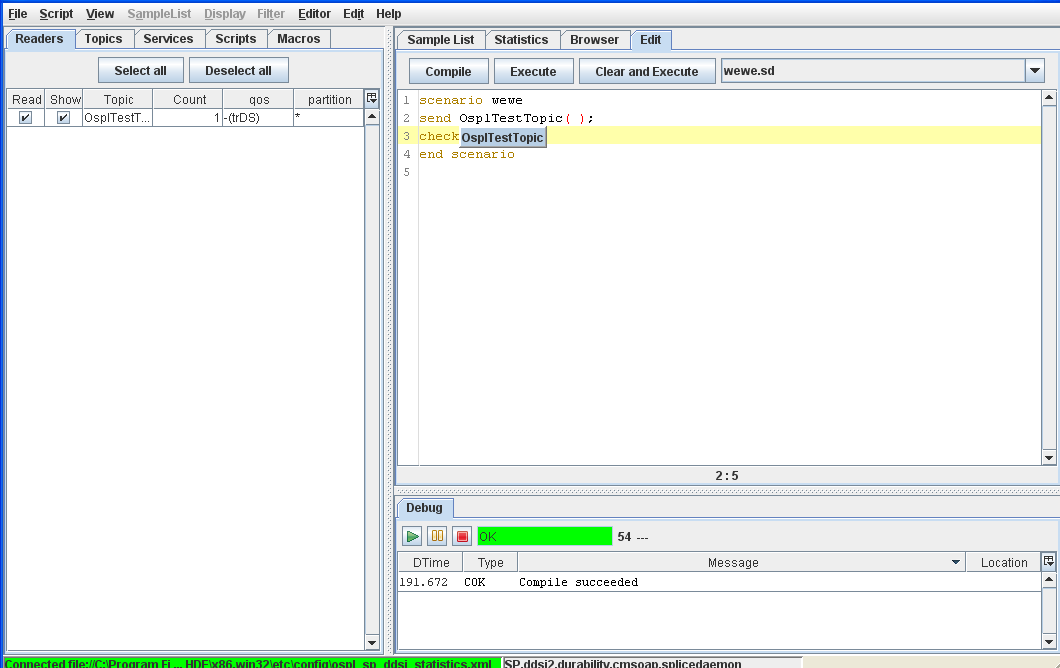 File Script View SampleList Display Filter Editor Edit Help
Readers Topics Services Scripts Macros
Select all Deselect all
Read Show Topic Count qos partition
OsplTestT... 1 -(trDS) *
Sample List Statistics Browser Edit
Compile Execute Clear and Execute wewe.sd
1 scenario wewe
2 send OsplTestTopic( );
3 check OsplTestTopic
4 end scenario
5
2 : 5
Debug
OK 54 ---
DTime Type Message Location
191.672 COK Compile succeeded
Connected file://C:\Program Fi ... HDE\x86.win32\etc\config\ospl_sp_ddsi_statistics.xml SP,ddsi2,durability,cmsoap,splicedaemon